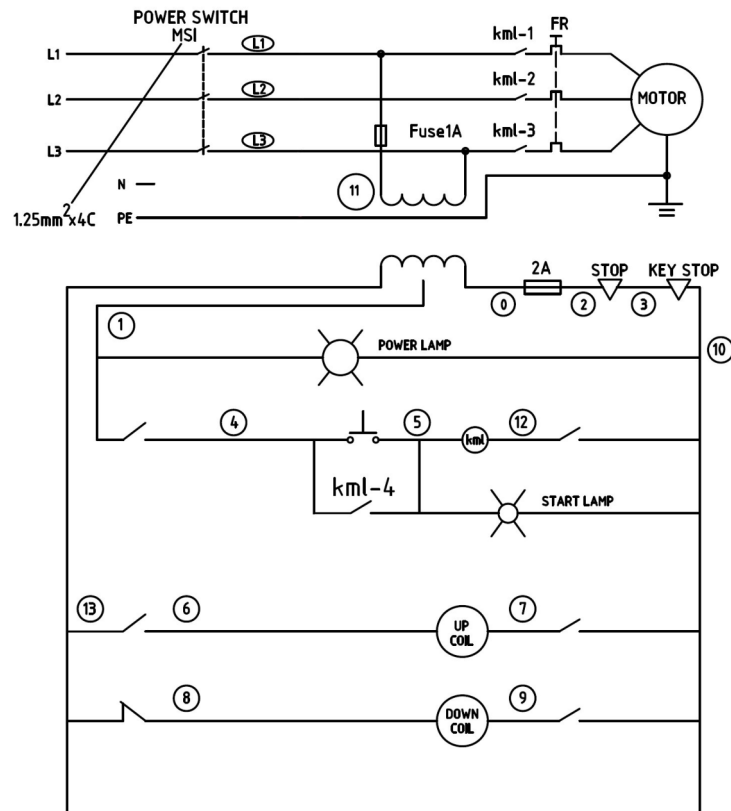 POWER SWITCH
MSI
L1
L1
kml-1
FR
L2
L2
kml-2
MOTOR
L3
L3
Fuse1A
kml-3
N
11
1.25mm²x4C
PE
2A
STOP
KEY STOP
0
2
3
1
POWER LAMP
10
4
5
kml
12
kml-4
START LAMP
13
6
UP
COIL
7
8
DOWN
COIL
9